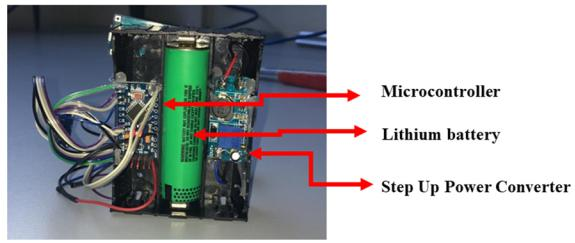 Microcontroller
Lithium battery
Step Up Power Converter